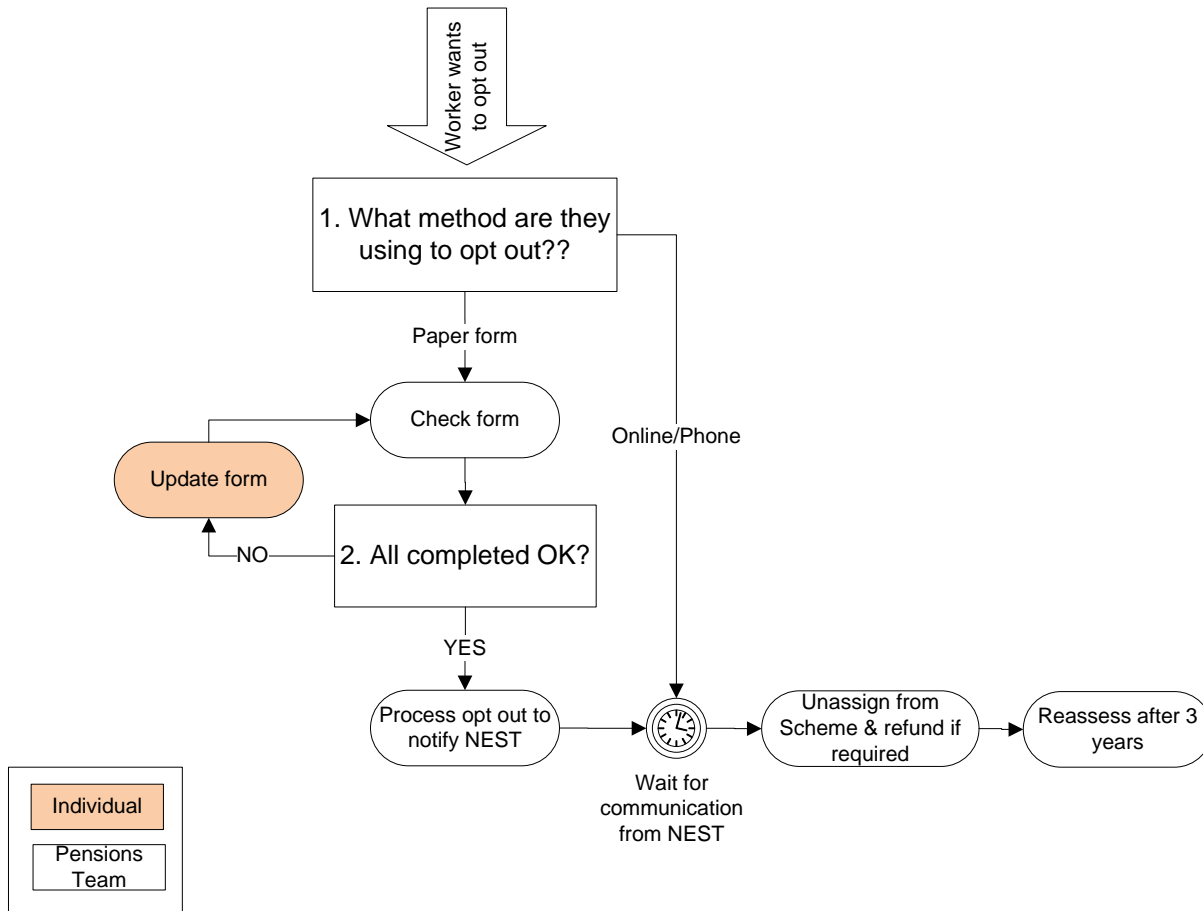 Worker wants
to opt out
1. What method are they
using to opt out??
Paper form
Check form
Online/Phone
Update form
NO
2. All completed OK?
YES
Process opt out to
notify NEST
Wait for
communication
from NEST
Unassign from
Scheme & refund if
required
Reassess after 3
years
Individual
Pensions
Team